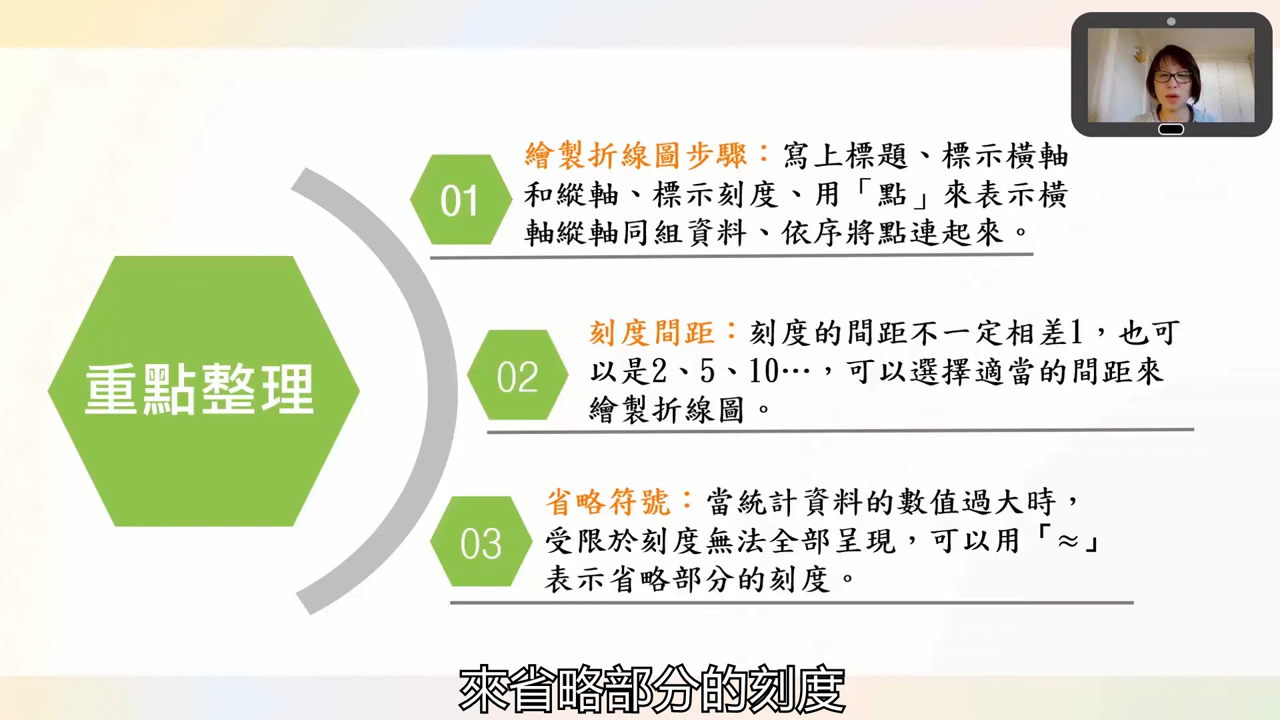 重點整理
01
繪製折線圖步驟：寫上標題、標示橫軸
和縱軸、標示刻度、用「點」來表示橫
軸縱軸同組資料、依序將點連起來。
02
刻度間距：刻度的間距不一定相差1，也可
以是2、5、10…，可以選擇適當的間距來
繪製折線圖。
03
省略符號：當統計資料的數值過大時，
受限於刻度無法全部呈現，可以用「≈」
表示省略部分的刻度。
來省略部分的刻度